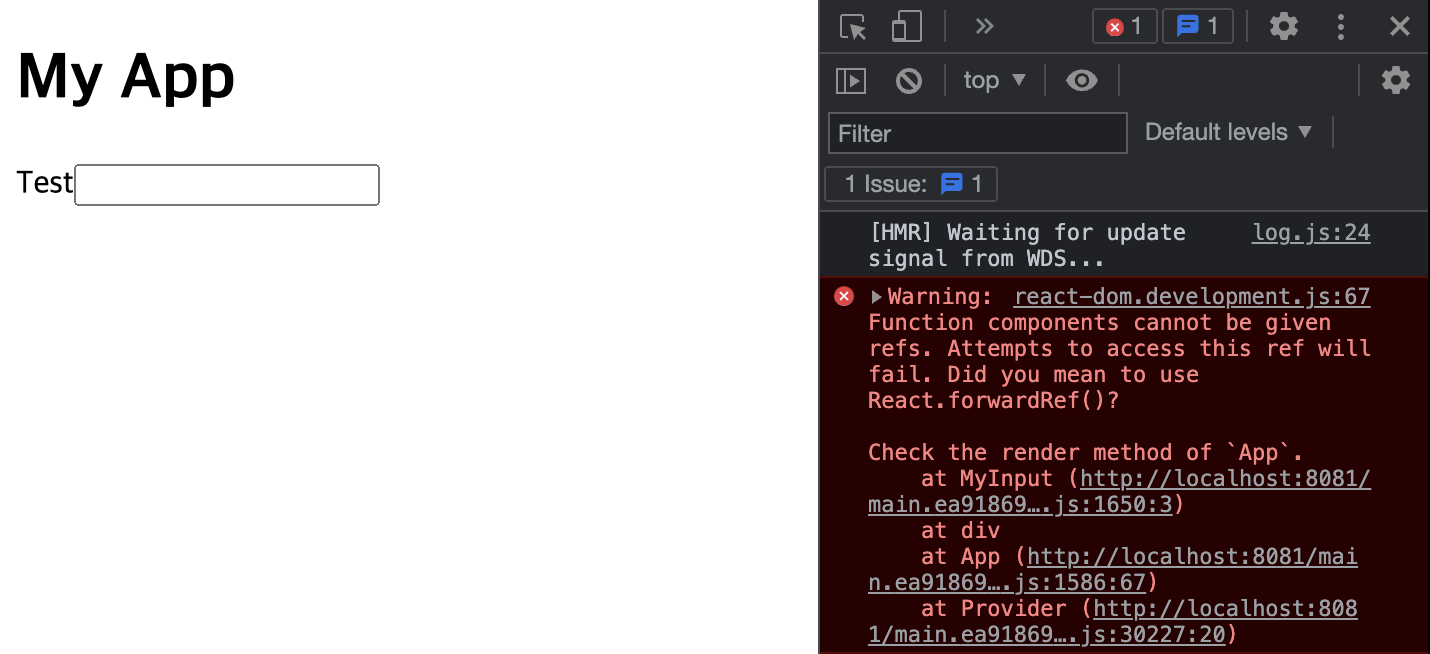 My App
Test
1 1
top
Filter Default levels
1 Issue: 1
[HMR] Waiting for update log.js:24
signal from WDS...
Warning: react-dom.development.js:67
Function components cannot be given
refs. Attempts to access this ref will
fail. Did you mean to use
React.forwardRef()?
Check the render method of `App`.
at MyInput (http://localhost:8081/
main.ea91869….js:1650:3)
at div
at App (http://localhost:8081/mai
n.ea91869….js:1586:67)
at Provider (http://localhost:808
1/main.ea91869….js:30227:20)